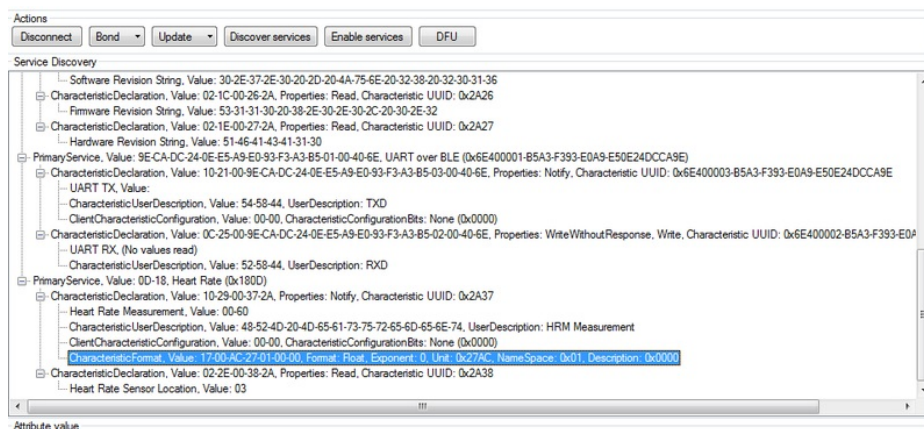 Actions
Disconnect Bond Update Discover services Enable services DFU
Service Discovery
Software Revision String, Value: 30-2E-37-2E-30-20-2D-20-4A-75-6E-20-32-38-20-32-30-31-36
CharacteristicDeclaration, Value: 02-1C-00-26-2A, Properties: Read, Characteristic UUID: 0x2A26
Firmware Revision String, Value: 53-31-31-30-20-38-2E-30-2E-30-2C-20-30-2E-32
CharacteristicDeclaration, Value: 02-1E-00-27-2A, Properties: Read, Characteristic UUID: 0x2A27
Hardware Revision String, Value: 51-46-41-43-41-31-30
PrimaryService, Value: 9E-CA-DC-24-0E-E5-A9-E0-93-F3-A3-B5-01-00-40-6E, UART over BLE (0x6E400001-B5A3-F393-E0A9-E50E24DCCA9E)
CharacteristicDeclaration, Value: 10-21-00-9E-CA-DC-24-0E-E5-A9-E0-93-F3-A3-B5-03-00-40-6E, Properties: Notify, Characteristic UUID: 0x6E400003-B5A3-F393-E0A9-E50E24DCCA9E
UART TX, Value:
CharacteristicUserDescription, Value: 54-58-44, UserDescription: TXD
ClientCharacteristicConfiguration, Value: 00-00, CharacteristicConfigurationBits: None (0x0000)
CharacteristicDeclaration, Value: 0C-25-00-9E-CA-DC-24-0E-E5-A9-E0-93-F3-A3-B5-02-00-40-6E, Properties: WriteWithoutResponse, Write, Characteristic UUID: 0x6E400002-B5A3-F393-E0A
UART RX, (No values read)
CharacteristicUserDescription, Value: 52-58-44, UserDescription: RXD
PrimaryService, Value: 0D-18, Heart Rate (0x180D)
CharacteristicDeclaration, Value: 10-29-00-37-2A, Properties: Notify, Characteristic UUID: 0x2A37
Heart Rate Measurement, Value: 00-60
CharacteristicUserDescription, Value: 48-52-4D-20-4D-65-61-73-75-72-65-6D-65-6E-74, UserDescription: HRM Measurement
ClientCharacteristicConfiguration, Value: 00-00, CharacteristicConfigurationBits: None (0x0000)
CharacteristicFormat, Value: 17-00-AC-27-01-00-00, Format: Float, Exponent: 0, Unit: 0x27AC, NameSpace: 0x01, Description: 0x0000
CharacteristicDeclaration, Value: 02-2E-00-38-2A, Properties: Read, Characteristic UUID: 0x2A38
Heart Rate Sensor Location, Value: 03
Attribute value